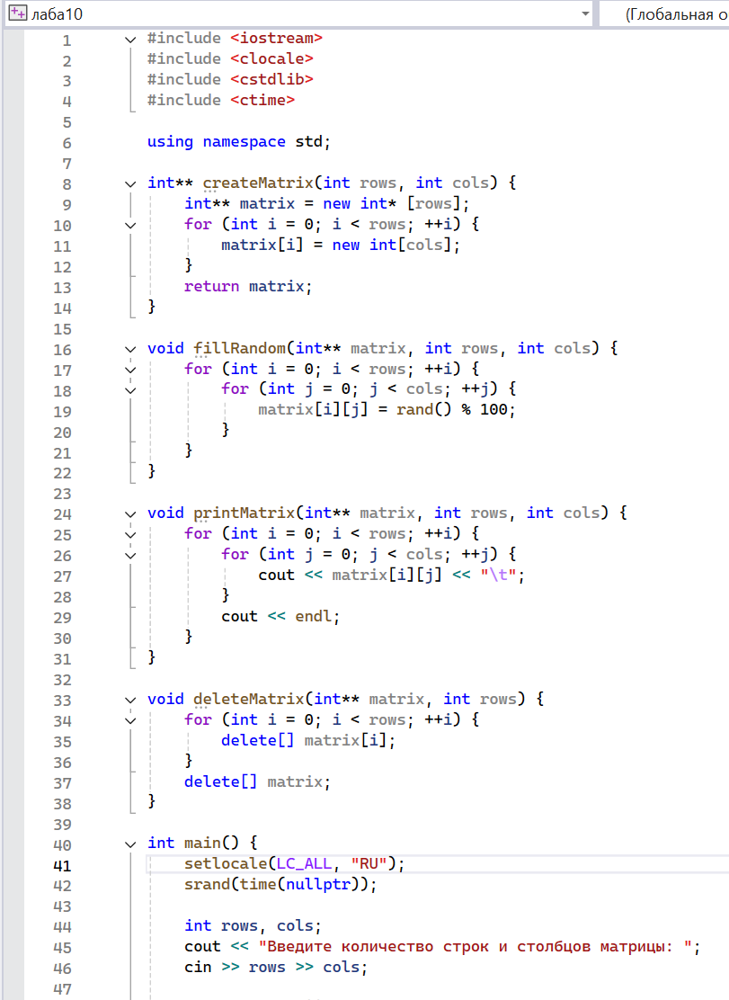 лаба10 (Глобальная о
1 #include <iostream>
2 #include <clocale>
3 #include <cstdlib>
4 #include <ctime>
5
6 using namespace std;
7
8 int** createMatrix(int rows, int cols) {
9     int** matrix = new int* [rows];
10     for (int i = 0; i < rows; ++i) {
11         matrix[i] = new int[cols];
12     }
13     return matrix;
14 }
15
16 void fillRandom(int** matrix, int rows, int cols) {
17     for (int i = 0; i < rows; ++i) {
18         for (int j = 0; j < cols; ++j) {
19             matrix[i][j] = rand() % 100;
20         }
21     }
22 }
23
24 void printMatrix(int** matrix, int rows, int cols) {
25     for (int i = 0; i < rows; ++i) {
26         for (int j = 0; j < cols; ++j) {
27             cout << matrix[i][j] << "\t";
28         }
29         cout << endl;
30     }
31 }
32
33 void deleteMatrix(int** matrix, int rows) {
34     for (int i = 0; i < rows; ++i) {
35         delete[] matrix[i];
36     }
37     delete[] matrix;
38 }
39
40 int main() {
41     setlocale(LC_ALL, "RU");
42     srand(time(nullptr));
43
44     int rows, cols;
45     cout << "Введите количество строк и столбцов матрицы: ";
46     cin >> rows >> cols;
47